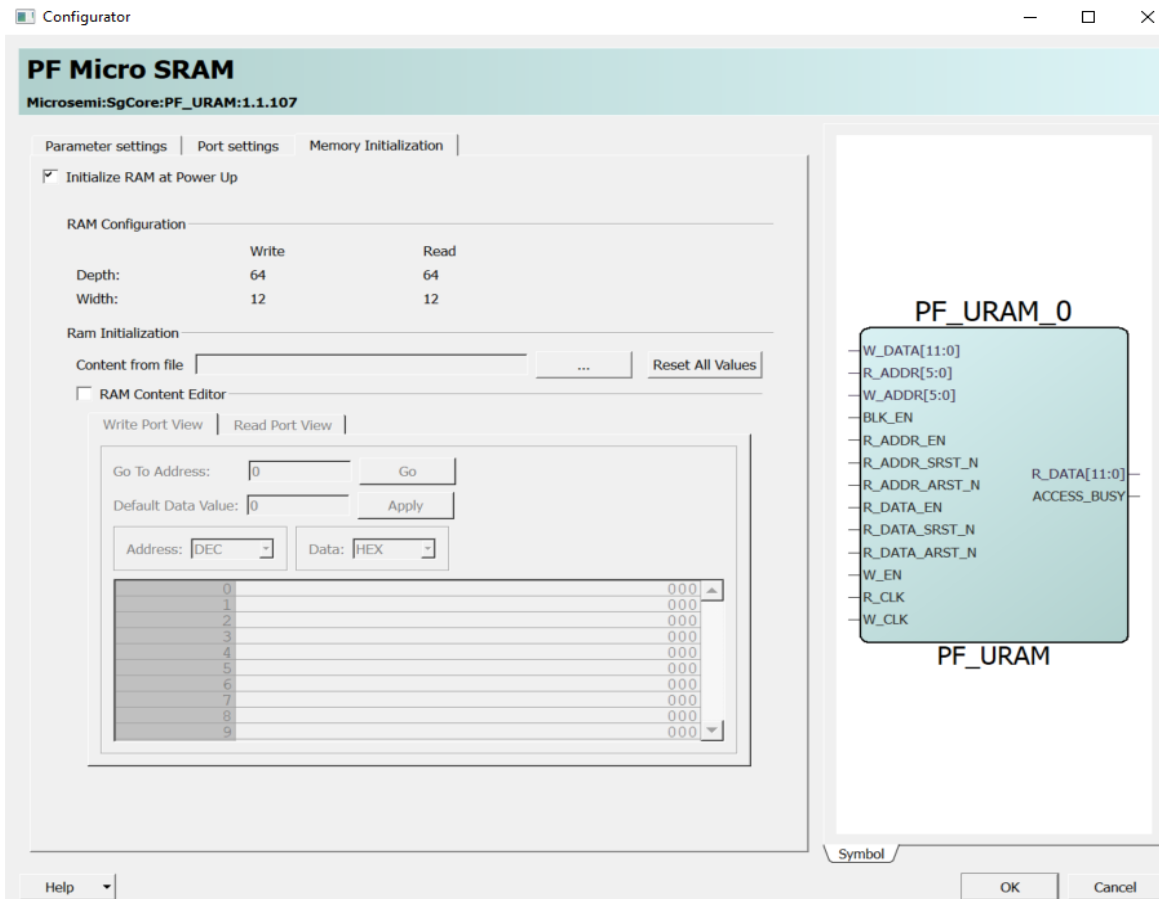 Configurator
PF Micro SRAM
Microsemi:SgCore:PF_URAM:1.1.107
Parameter settings Port settings Memory Initialization
Initialize RAM at Power Up
RAM Configuration
Write Read
Depth: 64 64
Width: 12 12
Ram Initialization
Content from file ... Reset All Values
RAM Content Editor
Write Port View Read Port View
Go To Address: 0 Go
Default Data Value: 0 Apply
Address: DEC Data: HEX
0 000
1 000
2 000
3 000
4 000
5 000
6 000
7 000
8 000
9 000
PF_URAM_0
W_DATA[11:0]
R_ADDR[5:0]
W_ADDR[5:0]
BLK_EN
R_ADDR_EN
R_ADDR_SRST_N
R_ADDR_ARST_N
R_DATA_EN
R_DATA_SRST_N
R_DATA_ARST_N
W_EN
R_CLK
W_CLK
R_DATA[11:0]
ACCESS_BUSY
PF_URAM
Symbol
Help OK Cancel